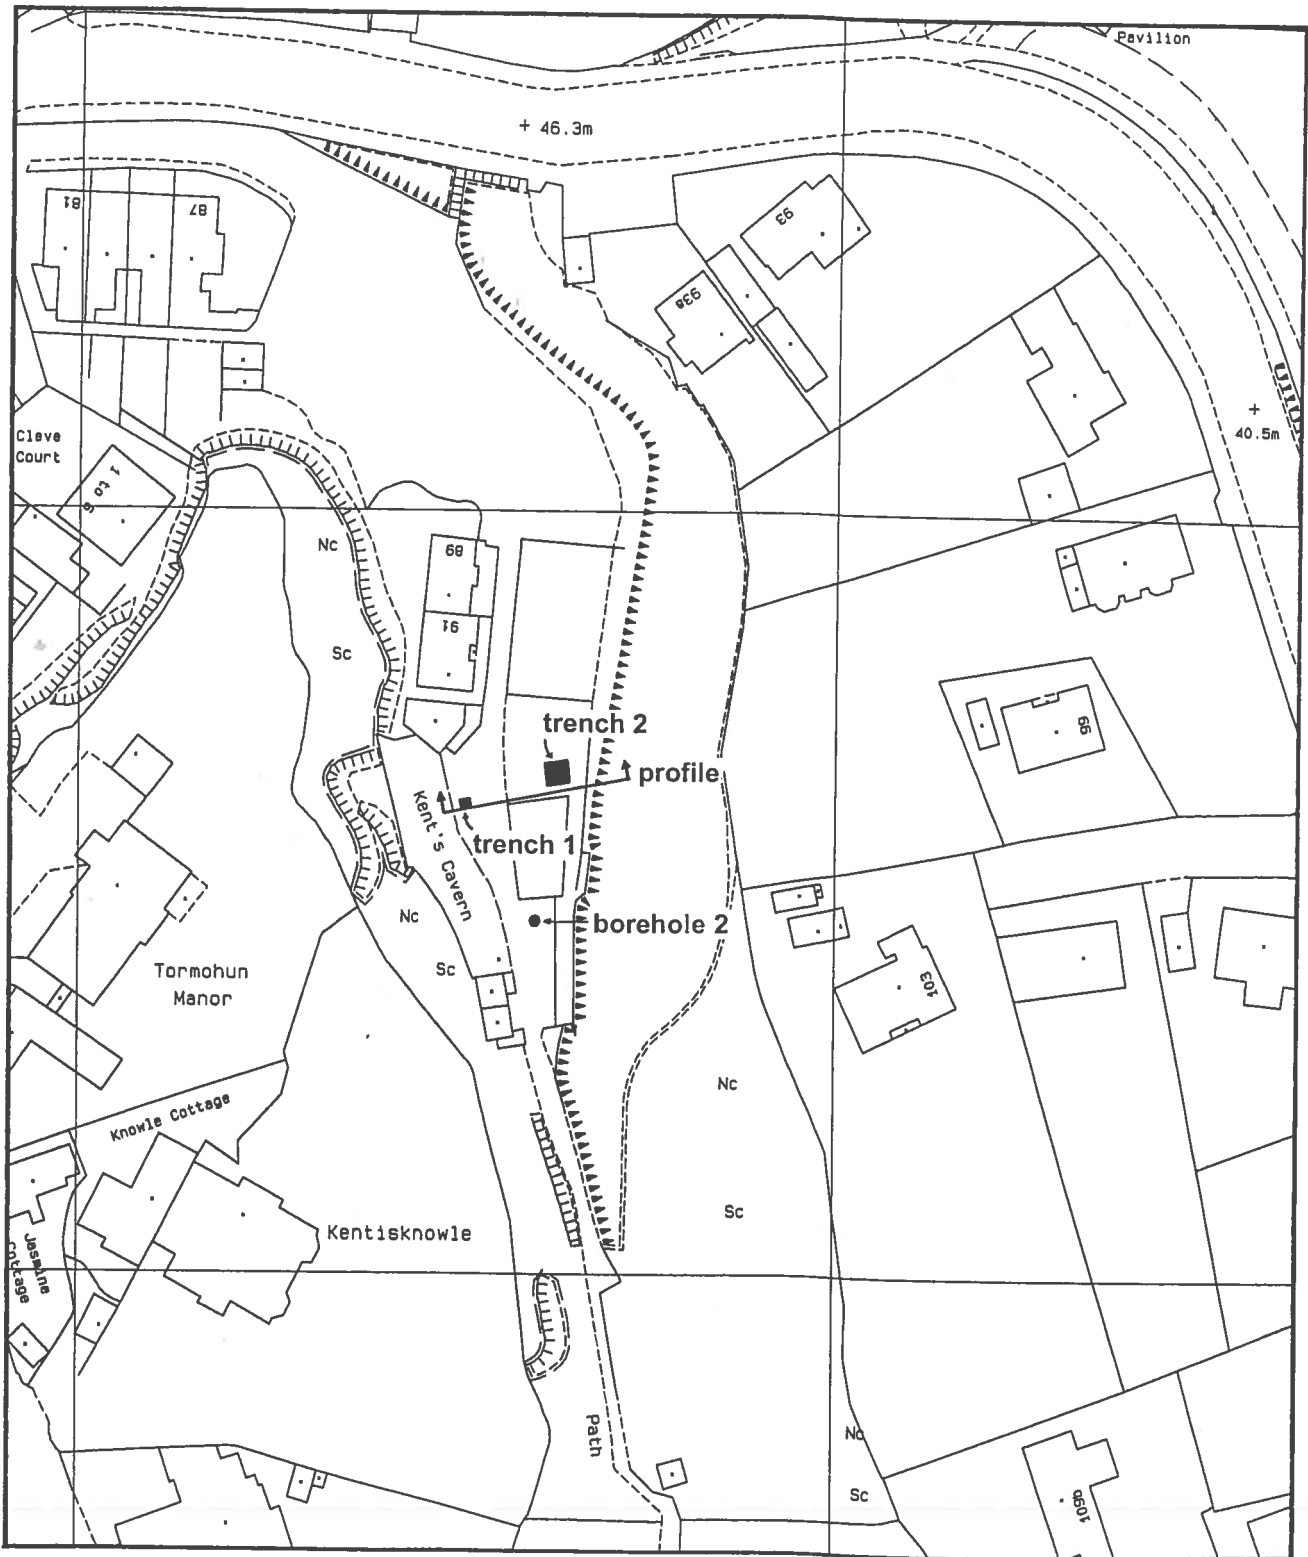 Pavilion
+ 46.3m
81
87
93
93a
+
40.5m
Cleve
Court
1 to 6
Nc
89
91
Sc
99
trench 2
profile
Kent's Cavern
trench 1
borehole 2
Nc
Sc
103
Tormohun
Manor
Nc
Knowle Cottage
Sc
Kentisknowle
Jasmine
Cottage
Path
Nc
Sc
109b